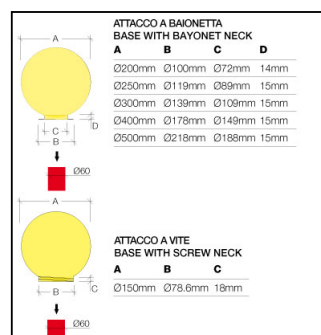 A
ATTACCO A BAIONETTA
BASE WITH BAYONET NECK
A B C D
Ø200mm Ø100mm Ø72mm 14mm
Ø250mm Ø119mm Ø89mm 15mm
Ø300mm Ø139mm Ø109mm 15mm
Ø400mm Ø178mm Ø149mm 15mm
Ø500mm Ø218mm Ø188mm 15mm
D
C
B
Ø60
A
ATTACCO A VITE
BASE WITH SCREW NECK
A B C
Ø150mm Ø78.6mm 18mm
C
B
Ø60